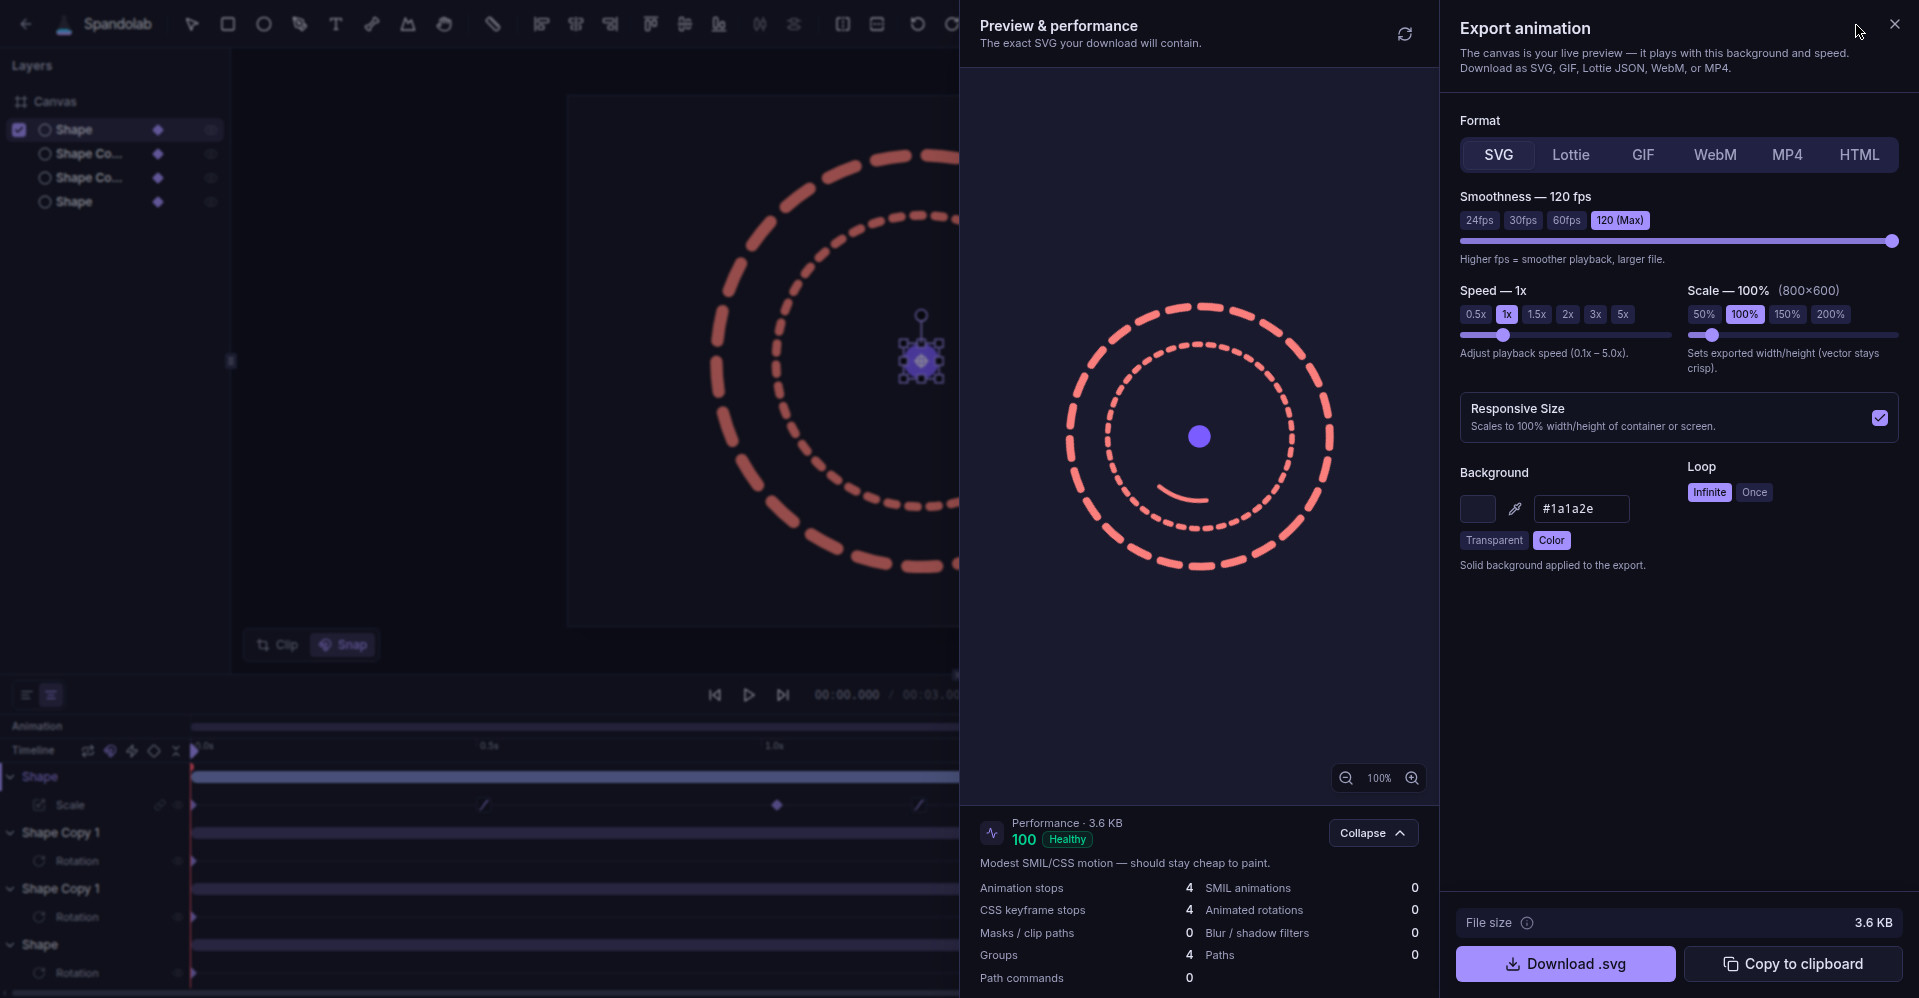 Spandolab
Layers
Canvas
Shape
Shape Co...
Shape Co...
Shape
Clip
Snap
00:00.000 / 00:03.00
Animation
Timeline
0.0s
0.5s
1.0s
Shape
Scale
Shape Copy 1
Rotation
Shape Copy 1
Rotation
Shape
Rotation
Preview & performance
The exact SVG your download will contain.
100%
Performance · 3.6 KB
100 Healthy
Collapse
Modest SMIL/CSS motion — should stay cheap to paint.
Animation stops 4 SMIL animations 0
CSS keyframe stops 4 Animated rotations 0
Masks / clip paths 0 Blur / shadow filters 0
Groups 4 Paths 0
Path commands 0
Export animation
The canvas is your live preview — it plays with this background and speed.
Download as SVG, GIF, Lottie JSON, WebM, or MP4.
Format
SVG Lottie GIF WebM MP4 HTML
Smoothness — 120 fps
24fps 30fps 60fps 120 (Max)
Higher fps = smoother playback, larger file.
Speed — 1x
0.5x 1x 1.5x 2x 3x 5x
Adjust playback speed (0.1x – 5.0x).
Scale — 100% (800×600)
50% 100% 150% 200%
Sets exported width/height (vector stays
crisp).
Responsive Size
Scales to 100% width/height of container or screen.
Background
#1a1a2e
Transparent Color
Solid background applied to the export.
Loop
Infinite Once
File size 3.6 KB
Download .svg
Copy to clipboard